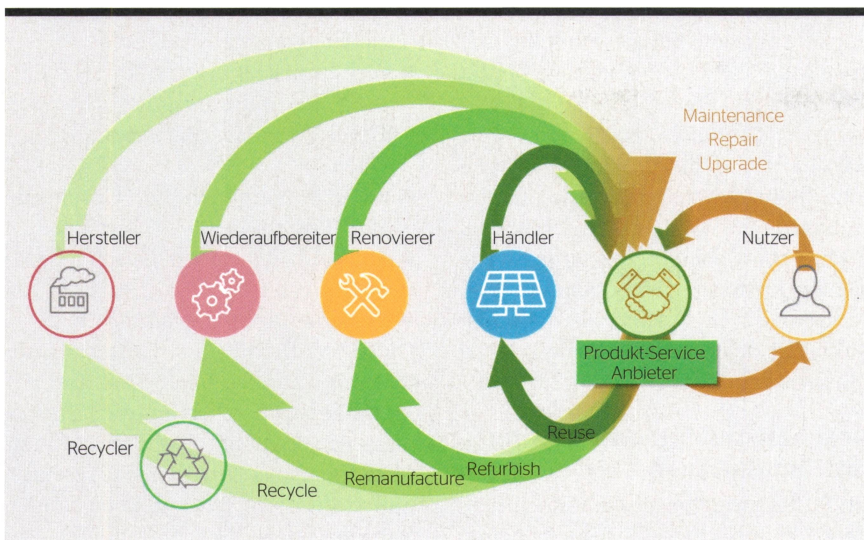 Maintenance
Repair
Upgrade
Hersteller
Wiederaufbereiter
Renovierer
Händler
Nutzer
Produkt-Service
Anbieter
Reuse
Recycler
Refurbish
Remanufacture
Recycle